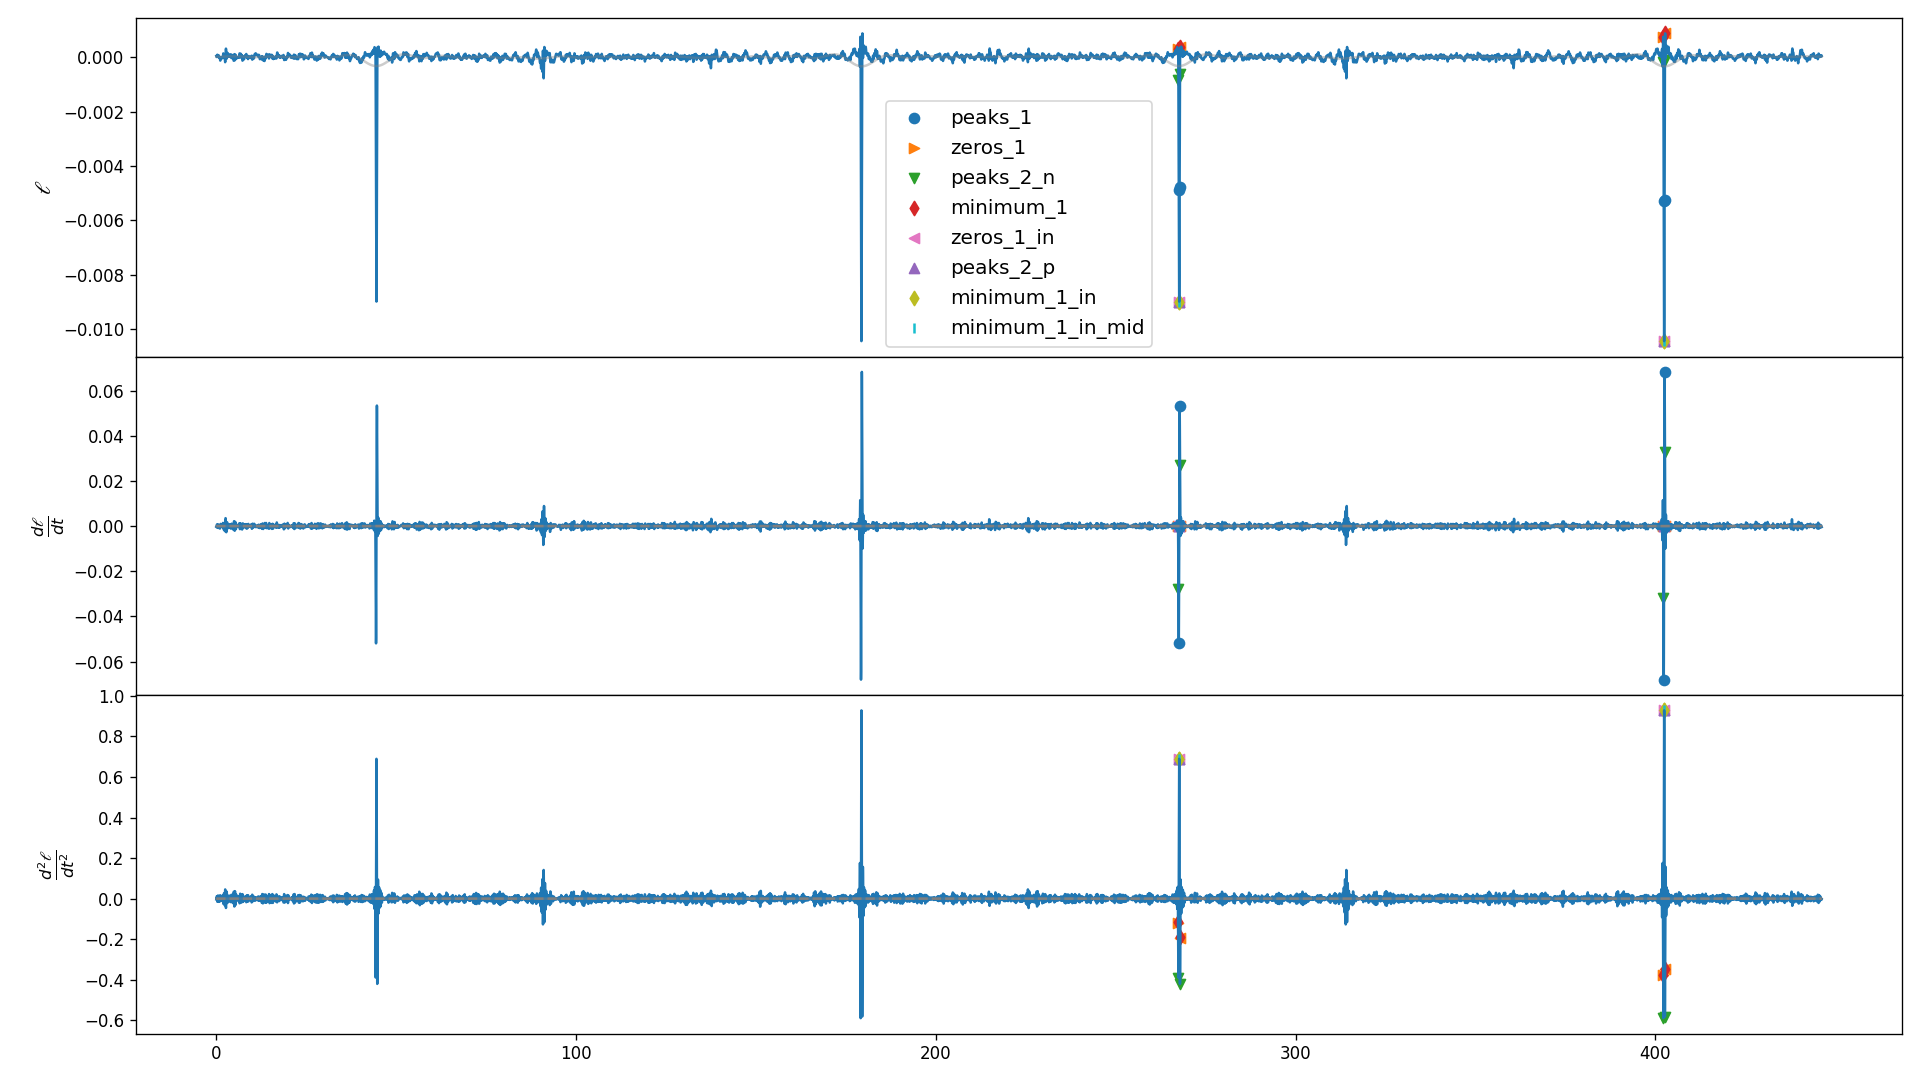 0.000
−0.002
−0.004
−0.006
−0.008
−0.010
ℓ
peaks_1
zeros_1
peaks_2_n
minimum_1
zeros_1_in
peaks_2_p
minimum_1_in
minimum_1_in_mid
0.06
0.04
0.02
0.00
−0.02
−0.04
−0.06
dℓ
dt
1.0
0.8
0.6
0.4
0.2
0.0
−0.2
−0.4
−0.6
d²ℓ
dt²
0 100 200 300 400